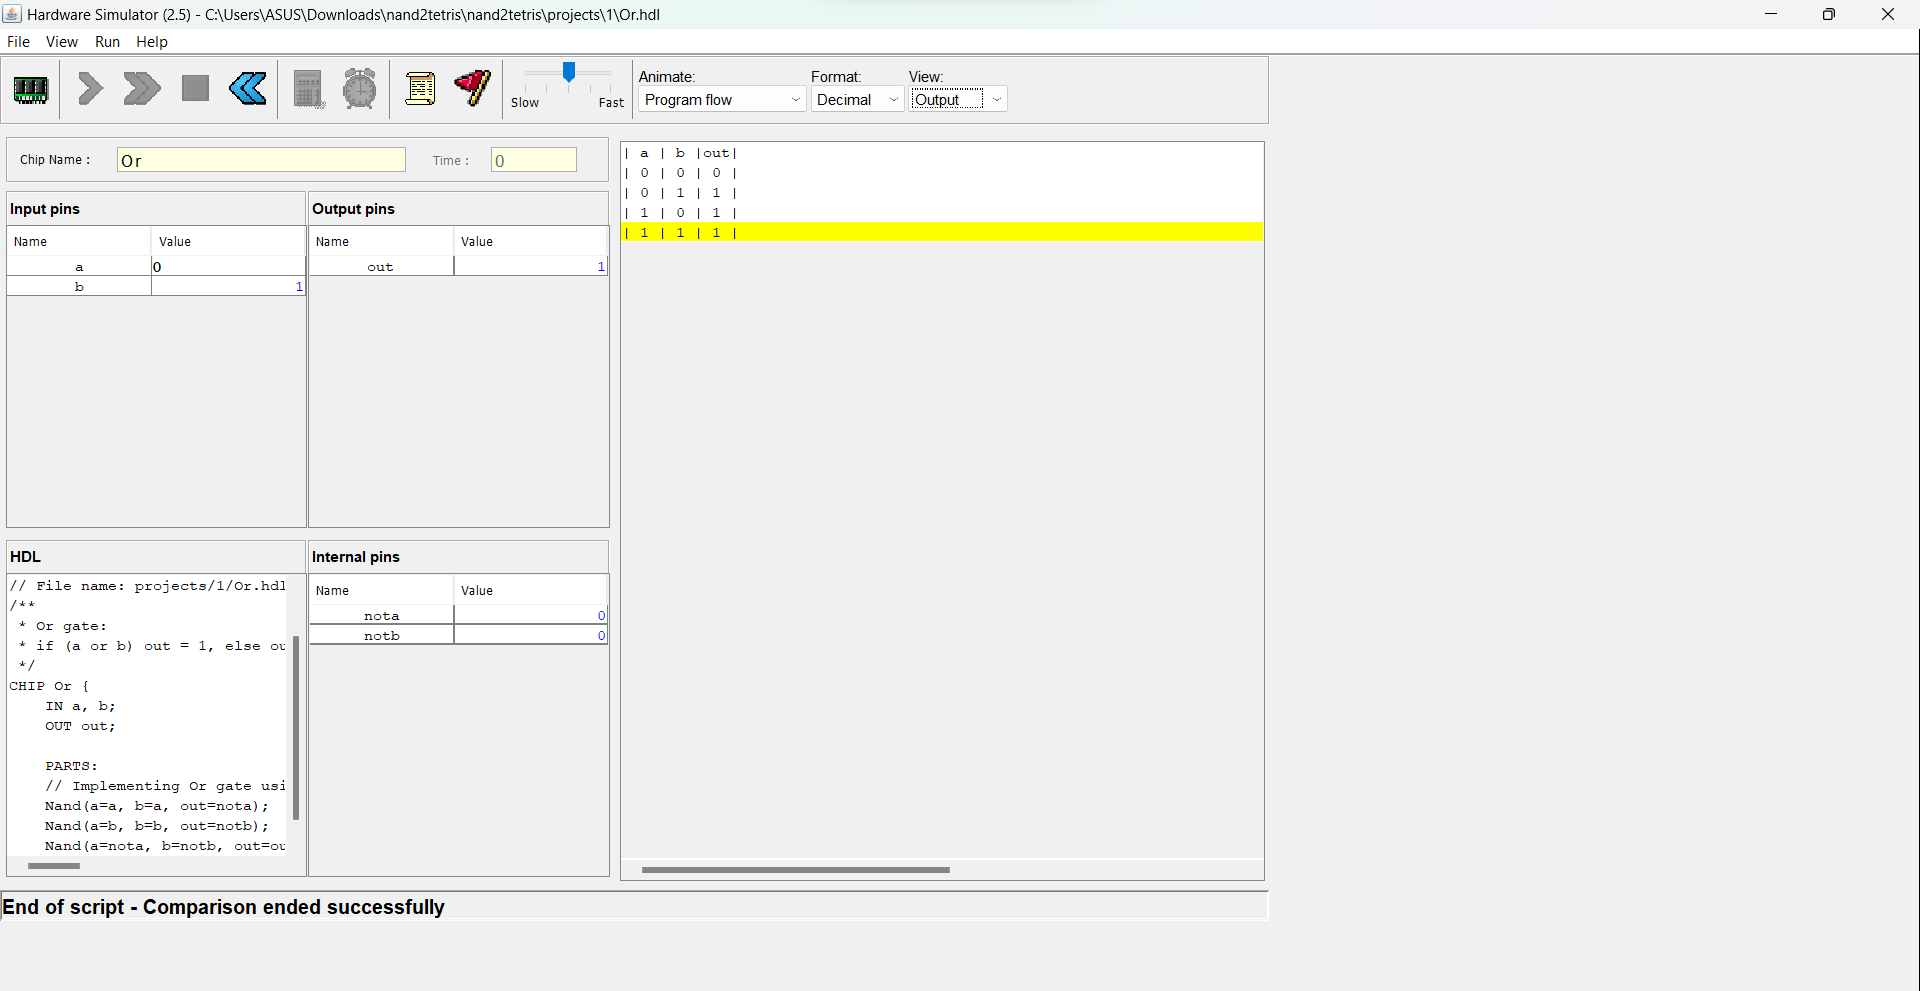 Hardware Simulator (2.5) - C:\Users\ASUS\Downloads\nand2tetris\nand2tetris\projects\1\Or.hdl
File View Run Help
Slow Fast
Animate: Format: View:
Program flow Decimal Output
Chip Name : Or Time : 0
Input pins
Name Value
a 0
b 1
Output pins
Name Value
out 1
HDL
// File name: projects/1/Or.hdl
/**
* Or gate:
* if (a or b) out = 1, else ou
*/
CHIP Or {
IN a, b;
OUT out;
PARTS:
// Implementing Or gate usi
Nand(a=a, b=a, out=nota);
Nand(a=b, b=b, out=notb);
Nand(a=nota, b=notb, out=ou
Internal pins
Name Value
nota 0
notb 0
| a | b |out|
| 0 | 0 | 0 |
| 0 | 1 | 1 |
| 1 | 0 | 1 |
| 1 | 1 | 1 |
End of script - Comparison ended successfully